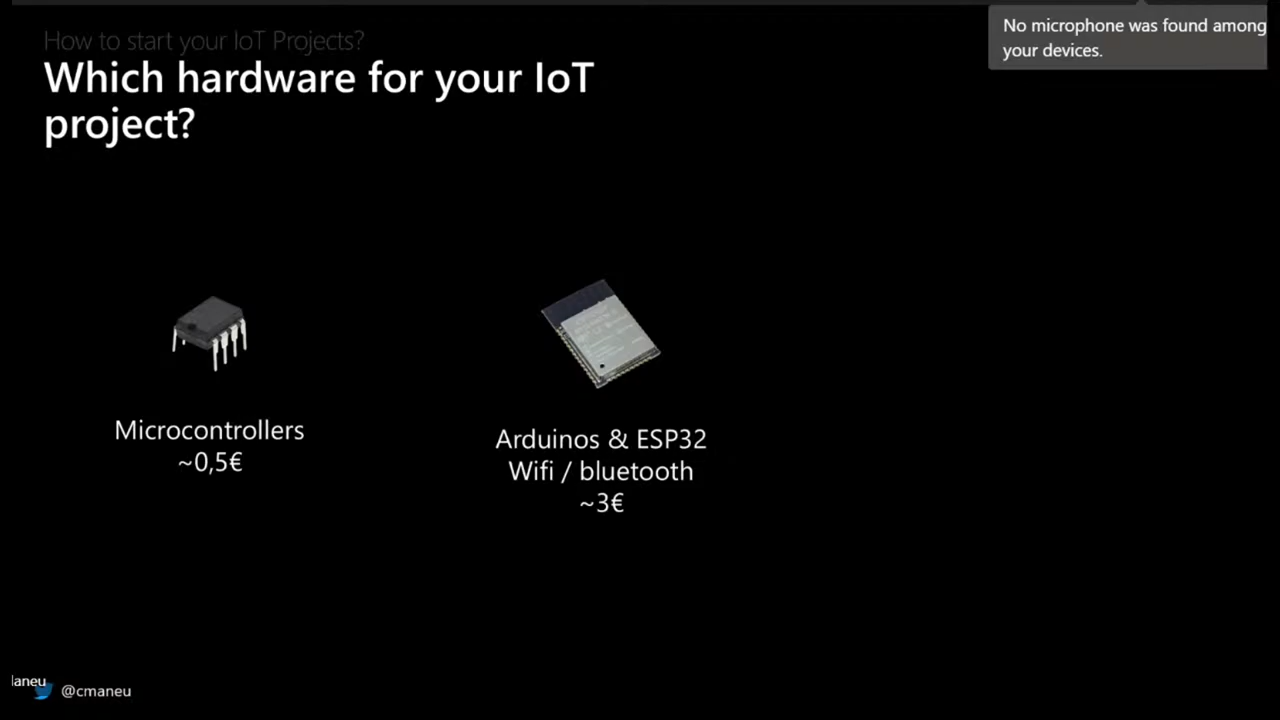 How to start your IoT Projects?
Which hardware for your IoT
project?
No microphone was found among
your devices.
Microcontrollers
~0,5€
Arduinos & ESP32
Wifi / bluetooth
~3€
laneu
@cmaneu